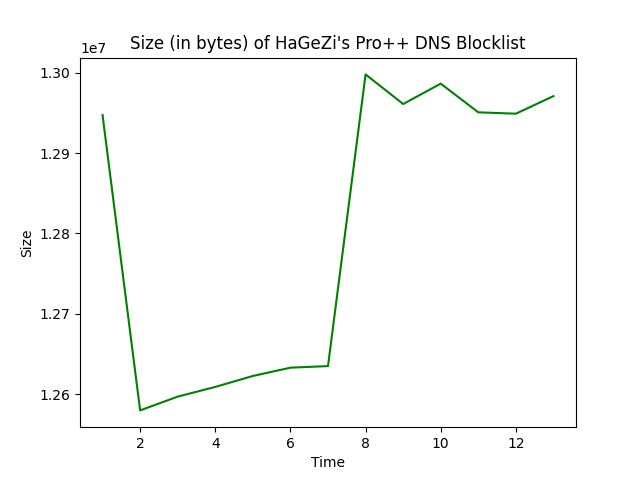 Size (in bytes) of HaGeZi's Pro++ DNS Blocklist
1e7
1.30
1.29
1.28
1.27
1.26
Size
2 4 6 8 10 12
Time